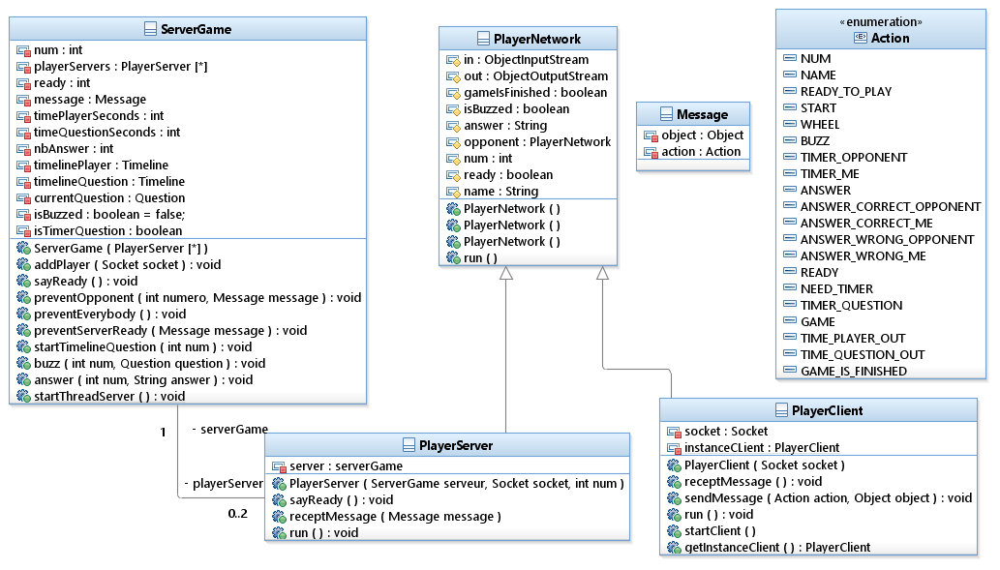 ServerGame
num : int
playerServers : PlayerServer [*]
ready : int
message : Message
timePlayerSeconds : int
timeQuestionSeconds : int
nbAnswer : int
timelinePlayer : Timeline
timelineQuestion : Timeline
currentQuestion : Question
isBuzzed : boolean = false;
isTimerQuestion : boolean
ServerGame ( PlayerServer [*] )
addPlayer ( Socket socket ) : void
sayReady ( ) : void
preventOpponent ( int numero, Message message ) : void
preventEverybody ( ) : void
preventServerReady ( Message message ) : void
startTimelineQuestion ( int num ) : void
buzz ( int num, Question question ) : void
answer ( int num, String answer ) : void
startThreadServer ( ) : void
PlayerNetwork
in : ObjectInputStream
out : ObjectOutputStream
gameIsFinished : boolean
isBuzzed : boolean
answer : String
opponent : PlayerNetwork
num : int
ready : boolean
name : String
PlayerNetwork ( )
PlayerNetwork ( )
PlayerNetwork ( )
run ( )
Message
object : Object
action : Action
«enumeration»
Action
NUM
NAME
READY_TO_PLAY
START
WHEEL
BUZZ
TIMER_OPPONENT
TIMER_ME
ANSWER
ANSWER_CORRECT_OPPONENT
ANSWER_CORRECT_ME
ANSWER_WRONG_OPPONENT
ANSWER_WRONG_ME
READY
NEED_TIMER
TIMER_QUESTION
GAME
TIME_PLAYER_OUT
TIME_QUESTION_OUT
GAME_IS_FINISHED
1
- serverGame
- playerServer
0..2
PlayerServer
server : serverGame
PlayerServer ( ServerGame serveur, Socket socket, int num )
sayReady ( ) : void
receptMessage ( Message message )
run ( ) : void
PlayerClient
socket : Socket
instanceCLient : PlayerClient
PlayerClient ( Socket socket )
receptMessage ( ) : void
sendMessage ( Action action, Object object ) : void
run ( ) : void
startClient ( )
getInstanceClient ( ) : PlayerClient